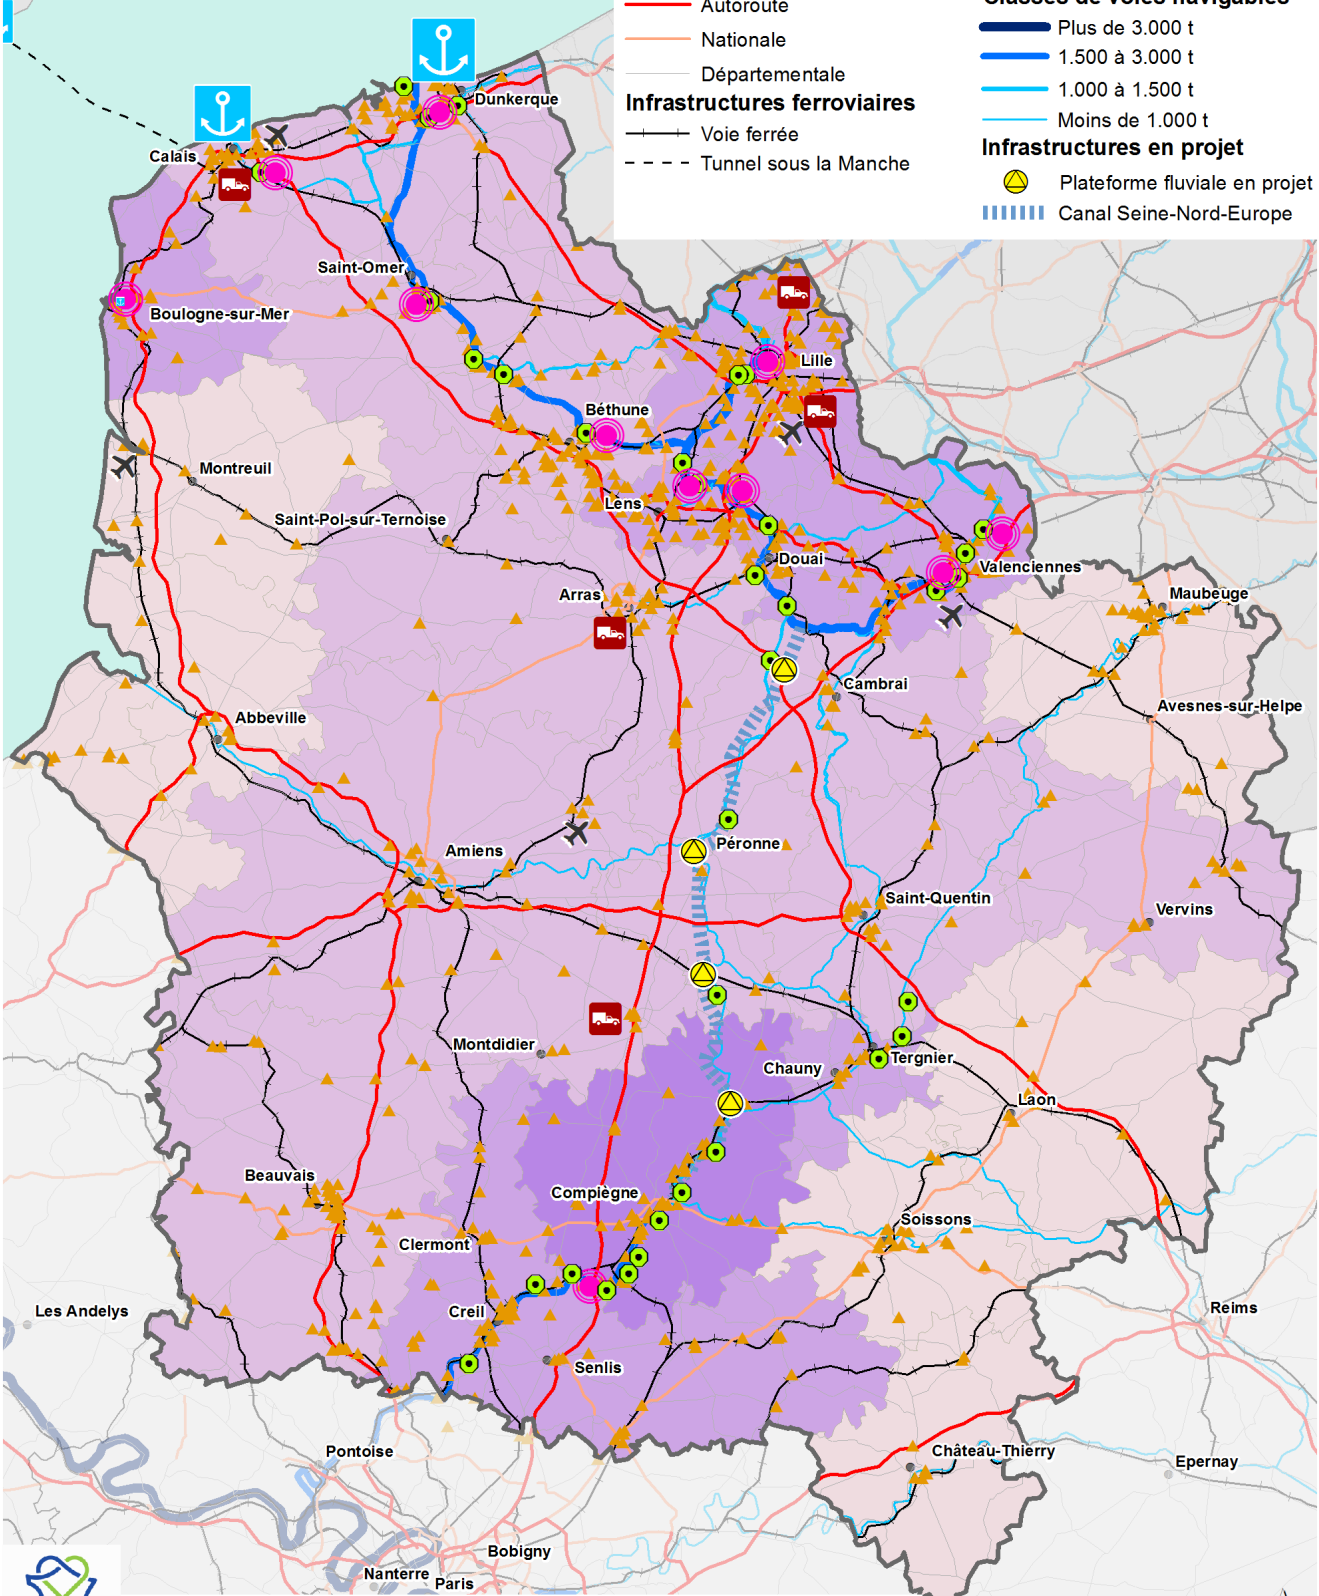 Autoroute
Nationale
Départementale
Infrastructures ferroviaires
Voie ferrée
Tunnel sous la Manche
Classes de voies navigables
Plus de 3.000 t
1.500 à 3.000 t
1.000 à 1.500 t
Moins de 1.000 t
Infrastructures en projet
Plateforme fluviale en projet
Canal Seine-Nord-Europe
Dunkerque
Calais
Saint-Omer
Boulogne-sur-Mer
Lille
Béthune
Montreuil
Lens
Saint-Pol-sur-Ternoise
Douai
Valenciennes
Arras
Maubeuge
Cambrai
Avesnes-sur-Helpe
Abbeville
Péronne
Amiens
Saint-Quentin
Vervins
Montdidier
Chauny
Tergnier
Laon
Beauvais
Compiègne
Soissons
Clermont
Creil
Les Andelys
Reims
Senlis
Pontoise
Château-Thierry
Epernay
Bobigny
Nanterre
Paris